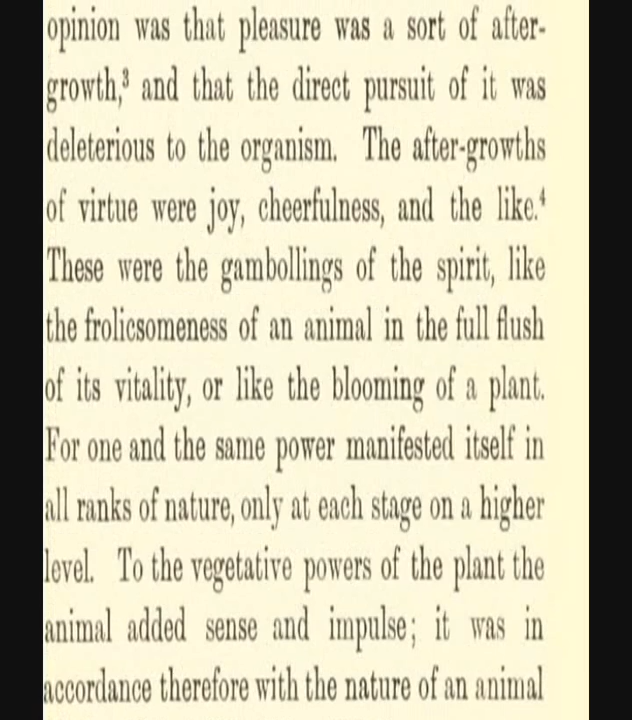 opinion was that pleasure was a sort of after-
growth,³ and that the direct pursuit of it was
deleterious to the organism. The after-growths
of virtue were joy, cheerfulness, and the like.⁴
These were the gambollings of the spirit, like
the frolicsomeness of an animal in the full flush
of its vitality, or like the blooming of a plant.
For one and the same power manifested itself in
all ranks of nature, only at each stage on a higher
level. To the vegetative powers of the plant the
animal added sense and impulse; it was in
accordance therefore with the nature of an animal